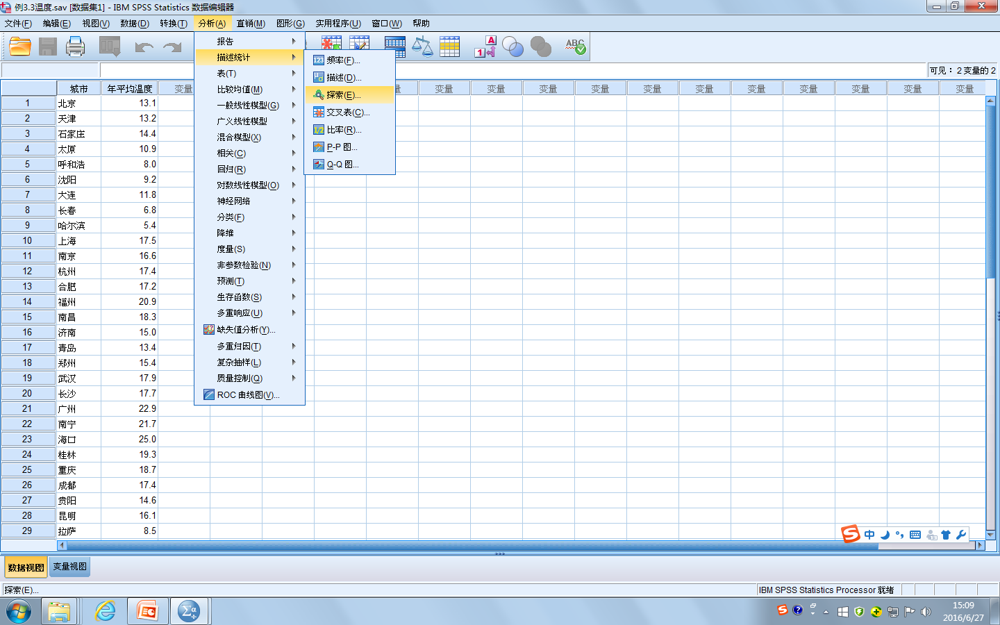 例3.3温度.sav [数据集1] - IBM SPSS Statistics 数据编辑器
文件(F) 编辑(E) 视图(V) 数据(D) 转换(T) 分析(A) 直销(M) 图形(G) 实用程序(U) 窗口(W) 帮助
报告
描述统计
表(T)
比较均值(M)
一般线性模型(G)
广义线性模型
混合模型(X)
相关(C)
回归(R)
对数线性模型(O)
神经网络
分类(F)
降维
度量(S)
非参数检验(N)
预测(T)
生存函数(S)
多重响应(U)
缺失值分析(Y)...
多重归因(T)
复杂抽样(L)
质量控制(Q)
ROC 曲线图(V)...
频率(F)...
描述(D)...
探索(E)...
交叉表(C)...
比率(R)...
P-P 图...
Q-Q 图...
可见： 2 变量的 2
城市 年平均温度 变量 变量 变量 变量 变量 变量 变量 变量 变量 变量 变量 变量
1 北京 13.1
2 天津 13.2
3 石家庄 14.4
4 太原 10.9
5 呼和浩 8.0
6 沈阳 9.2
7 大连 11.8
8 长春 6.8
9 哈尔滨 5.4
10 上海 17.5
11 南京 16.6
12 杭州 17.4
13 合肥 17.2
14 福州 20.9
15 南昌 18.3
16 济南 15.0
17 青岛 13.4
18 郑州 15.4
19 武汉 17.9
20 长沙 17.7
21 广州 22.9
22 南宁 21.7
23 海口 25.0
24 桂林 19.3
25 重庆 18.7
26 成都 17.4
27 贵阳 14.6
28 昆明 16.1
29 拉萨 8.5
中
数据视图 变量视图
探索(E)...
IBM SPSS Statistics Processor 就绪
15:09
2016/6/27